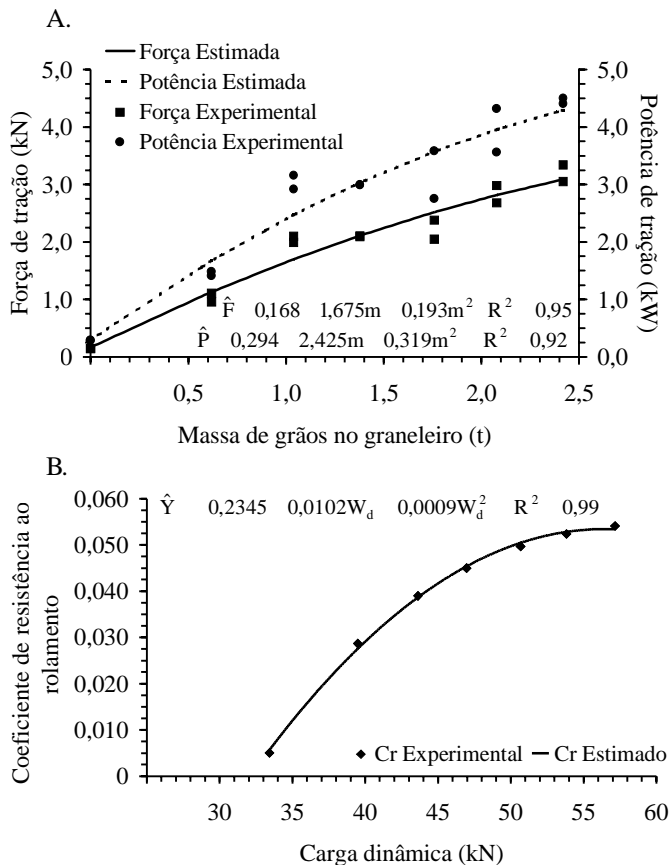 A.
Força Estimada
Potência Estimada
Força Experimental
Potência Experimental
5,0
4,0
3,0
2,0
1,0
0
Força de tração (kN)
5,0
4,0
3,0
2,0
1,0
0,0
Potência de tração (kW)
F̂ 0,168 1,675m 0,193m² R² 0,95
P̂ 0,294 2,425m 0,319m² R² 0,92
0,5 1,0 1,5 2,0 2,5
Massa de grãos no graneleiro (t)
B.
Ŷ 0,2345 0,0102W_d 0,0009W_d² R² 0,99
0,060
0,050
0,040
0,030
0,020
0,010
0
Coeficiente de resistência ao
rolamento
Cr Experimental Cr Estimado
30 35 40 45 50 55 60
Carga dinâmica (kN)